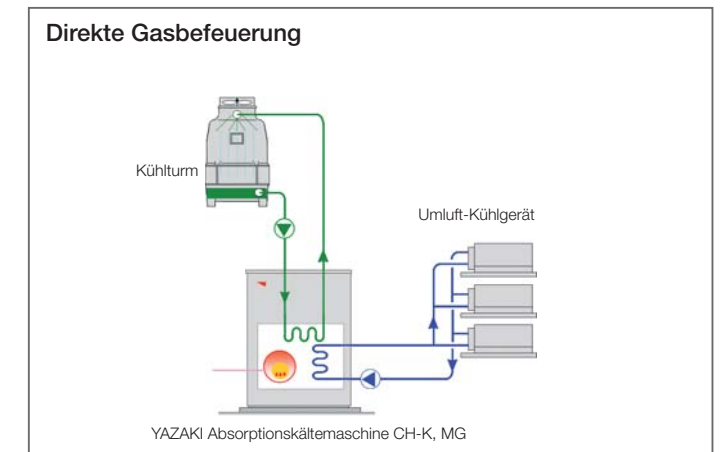 Direkte Gasbefeuerung
Kühlturm
Umluft-Kühlgerät
YAZAKI Absorptionskältemaschine CH-K, MG